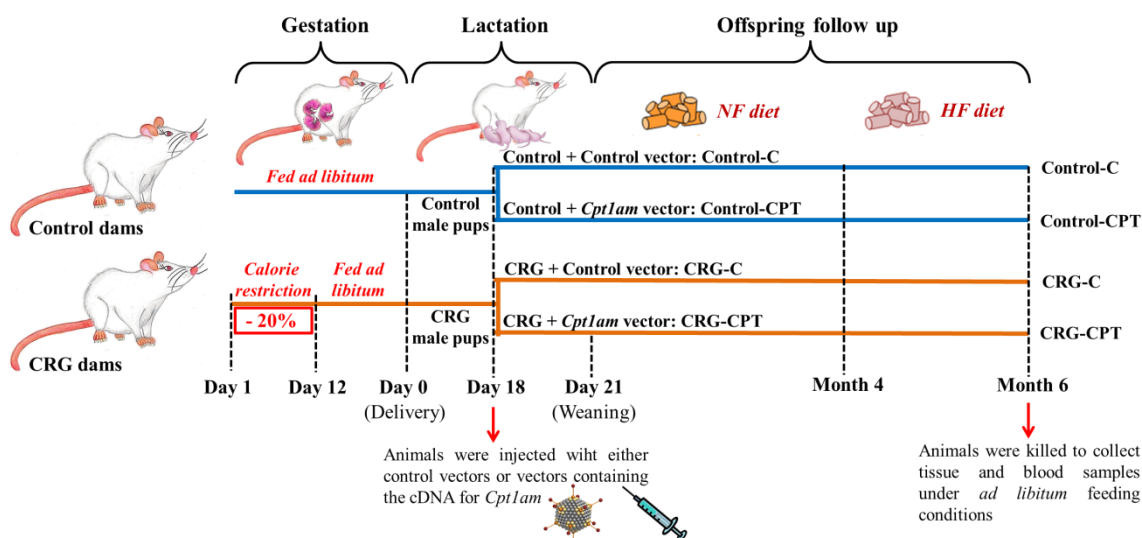 Gestation
Lactation
Offspring follow up
NF diet
HF diet
Control + Control vector: Control-C
Control-C
Fed ad libitum
Control
male pups
Control + Cpt1am vector: Control-CPT
Control-CPT
Control dams
Calorie
restriction
Fed ad
libitum
CRG + Control vector: CRG-C
CRG-C
- 20%
CRG
male pups
CRG + Cpt1am vector: CRG-CPT
CRG-CPT
CRG dams
Day 1
Day 12
Day 0
(Delivery)
Day 18
Day 21
(Weaning)
Month 4
Month 6
Animals were injected wiht either
control vectors or vectors containing
the cDNA for Cpt1am
Animals were killed to collect
tissue and blood samples
under ad libitum feeding
conditions